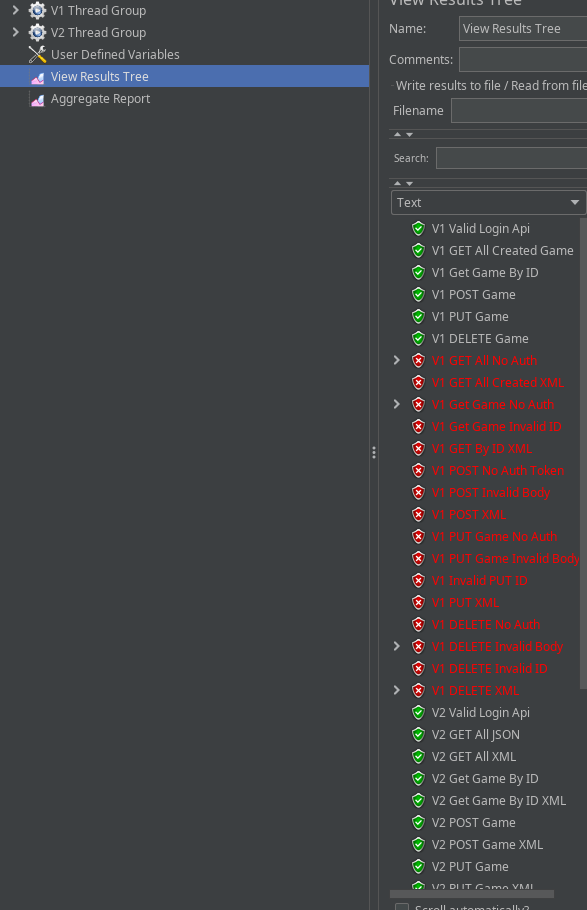 V1 Thread Group
V2 Thread Group
User Defined Variables
View Results Tree
Aggregate Report
View Results Tree
Name: View Results Tree
Comments:
Write results to file / Read from file
Filename
Search:
Text
V1 Valid Login Api
V1 GET All Created Game
V1 Get Game By ID
V1 POST Game
V1 PUT Game
V1 DELETE Game
V1 GET All No Auth
V1 GET All Created XML
V1 Get Game No Auth
V1 Get Game Invalid ID
V1 GET By ID XML
V1 POST No Auth Token
V1 POST Invalid Body
V1 POST XML
V1 PUT Game No Auth
V1 PUT Game Invalid Body
V1 Invalid PUT ID
V1 PUT XML
V1 DELETE No Auth
V1 DELETE Invalid Body
V1 DELETE Invalid ID
V1 DELETE XML
V2 Valid Login Api
V2 GET All JSON
V2 GET All XML
V2 Get Game By ID
V2 Get Game By ID XML
V2 POST Game
V2 POST Game XML
V2 PUT Game
V2 PUT Game XML
Scroll automatically?